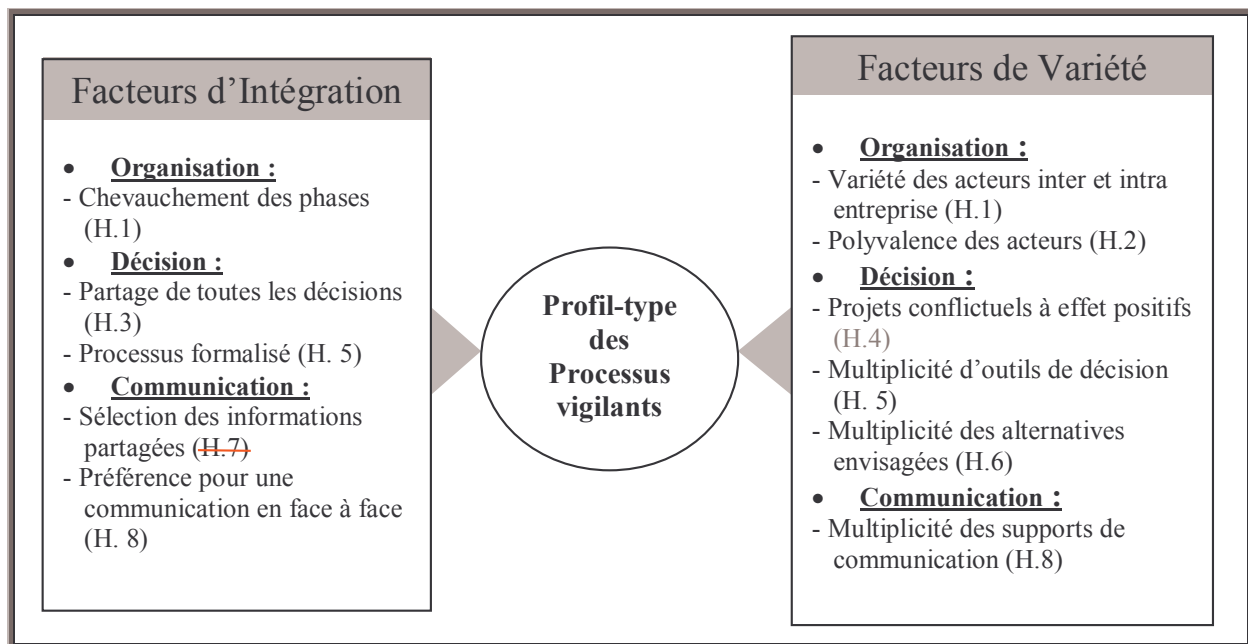 Facteurs d’Intégration
• Organisation :
- Chevauchement des phases
(H.1)
• Décision :
- Partage de toutes les décisions
(H.3)
- Processus formalisé (H. 5)
• Communication :
- Sélection des informations
partagées (H.7)
- Préférence pour une
communication en face à face
(H. 8)
Profil-type
des
Processus
vigilants
Facteurs de Variété
• Organisation :
- Variété des acteurs inter et intra
entreprise (H.1)
- Polyvalence des acteurs (H.2)
• Décision :
- Projets conflictuels à effet positifs
(H.4)
- Multiplicité d’outils de décision
(H. 5)
- Multiplicité des alternatives
envisagées (H.6)
• Communication :
- Multiplicité des supports de
communication (H.8)